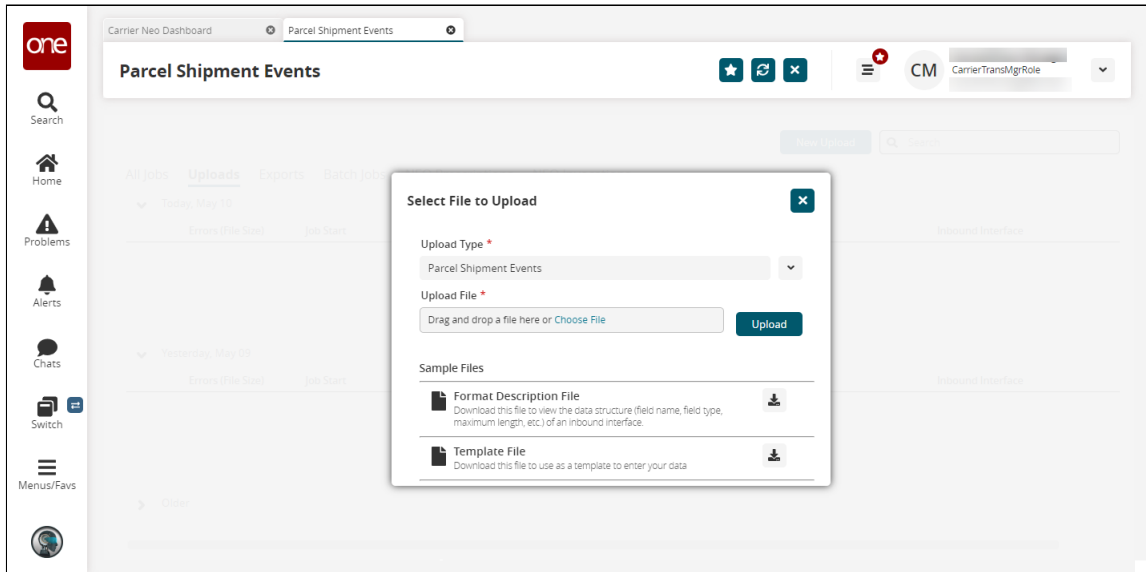 one
Carrier Neo Dashboard
Parcel Shipment Events
Parcel Shipment Events
CM
CarrierTransMgrRole
Search
Home
Problems
Alerts
Chats
Switch
Menus/Favs
New Upload
Search
All Jobs Uploads Exports Batch Jobs
Today, May 10
Errors (File Size) Job Start Inbound Interface
Yesterday, May 09
Errors (File Size) Job Start Inbound Interface
Older
Select File to Upload
Upload Type *
Parcel Shipment Events
Upload File *
Drag and drop a file here or Choose File
Upload
Sample Files
Format Description File
Download this file to view the data structure (field name, field type,
maximum length, etc.) of an inbound interface.
Template File
Download this file to use as a template to enter your data